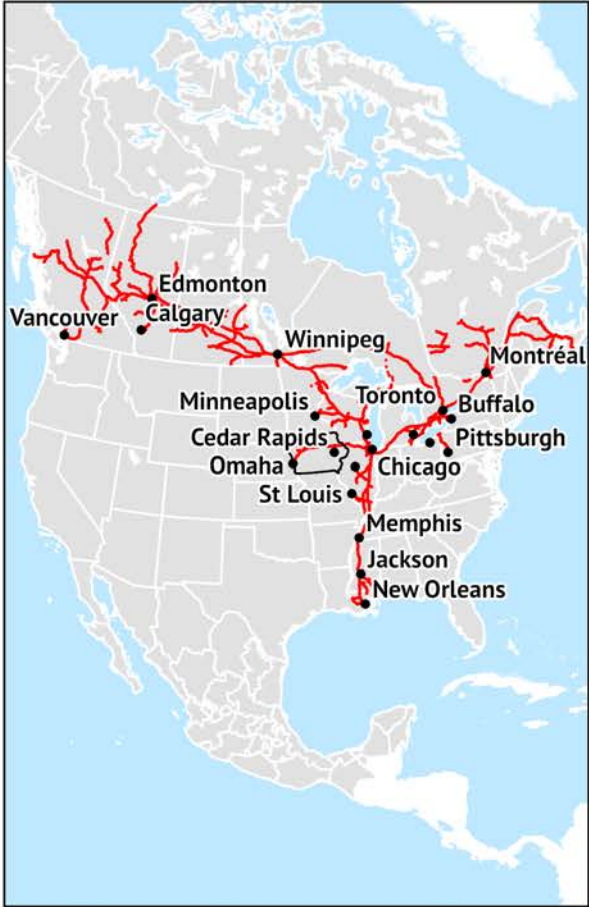 Edmonton
Vancouver
Calgary
Winnipeg
Montréal
Minneapolis
Toronto
Buffalo
Cedar Rapids
Pittsburgh
Omaha
Chicago
St Louis
Memphis
Jackson
New Orleans